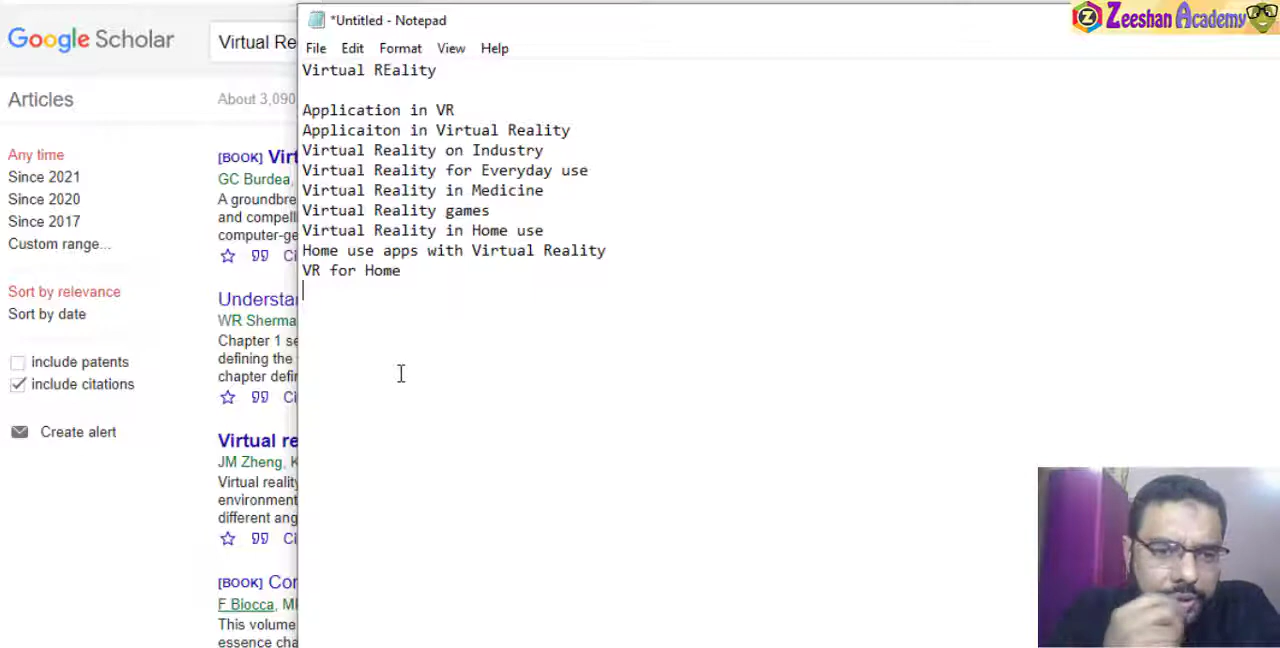 Google Scholar
Virtual Re
*Untitled - Notepad
Zeeshan Academy
File Edit Format View Help
Articles
About 3,090
Any time
Since 2021
Since 2020
Since 2017
Custom range...
Sort by relevance
Sort by date
include patents
include citations
Create alert
[BOOK] Virt
GC Burdea,
A groundbre
and compell
computer-ge
Understa
WR Sherma
Chapter 1 se
defining the
chapter defin
Virtual re
JM Zheng, K
Virtual reality
environment
different ang
[BOOK] Con
F Biocca, MI
This volume
essence cha
Virtual REality
Application in VR
Applicaiton in Virtual Reality
Virtual Reality on Industry
Virtual Reality for Everyday use
Virtual Reality in Medicine
Virtual Reality games
Virtual Reality in Home use
Home use apps with Virtual Reality
VR for Home